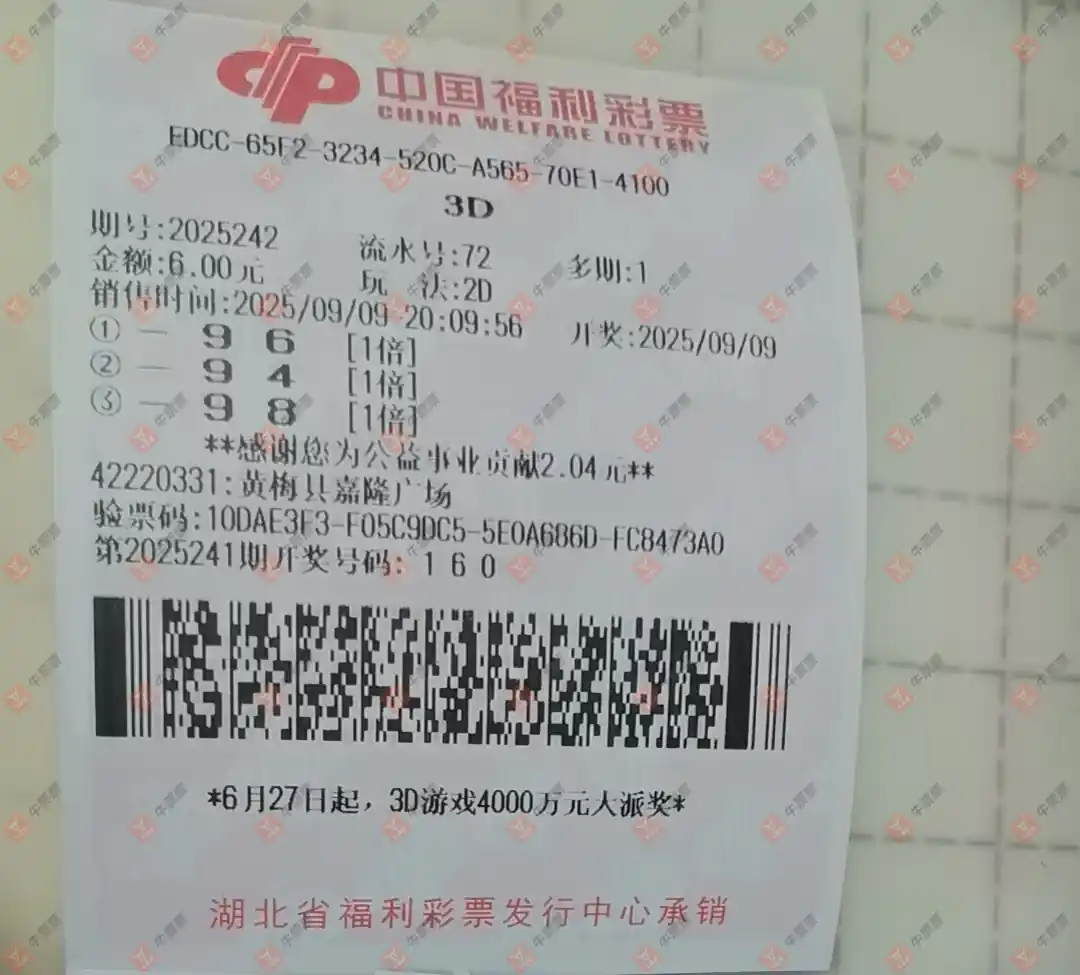 中国福利彩票
CHINA WELFARE LOTTERY
EDCC-65F2-3234-520C-A565-70E1-4100
3D
期号:2025242 流水号:72 多期:1
金额:6.00元 玩 法:2D
销售时间:2025/09/09 20:09:56 开奖:2025/09/09
① — 9 6 [1倍]
② — 9 4 [1倍]
③ — 9 8 [1倍]
**感谢您为公益事业贡献2.04元**
42220331:黄梅县嘉隆广场
验票码:10DAE3F3-F05C9DC5-5E0A686D-FC8473A0
第2025241期开奖号码: 1 6 0
*6月27日起，3D游戏4000万元大派奖*
湖北省福利彩票发行中心承销